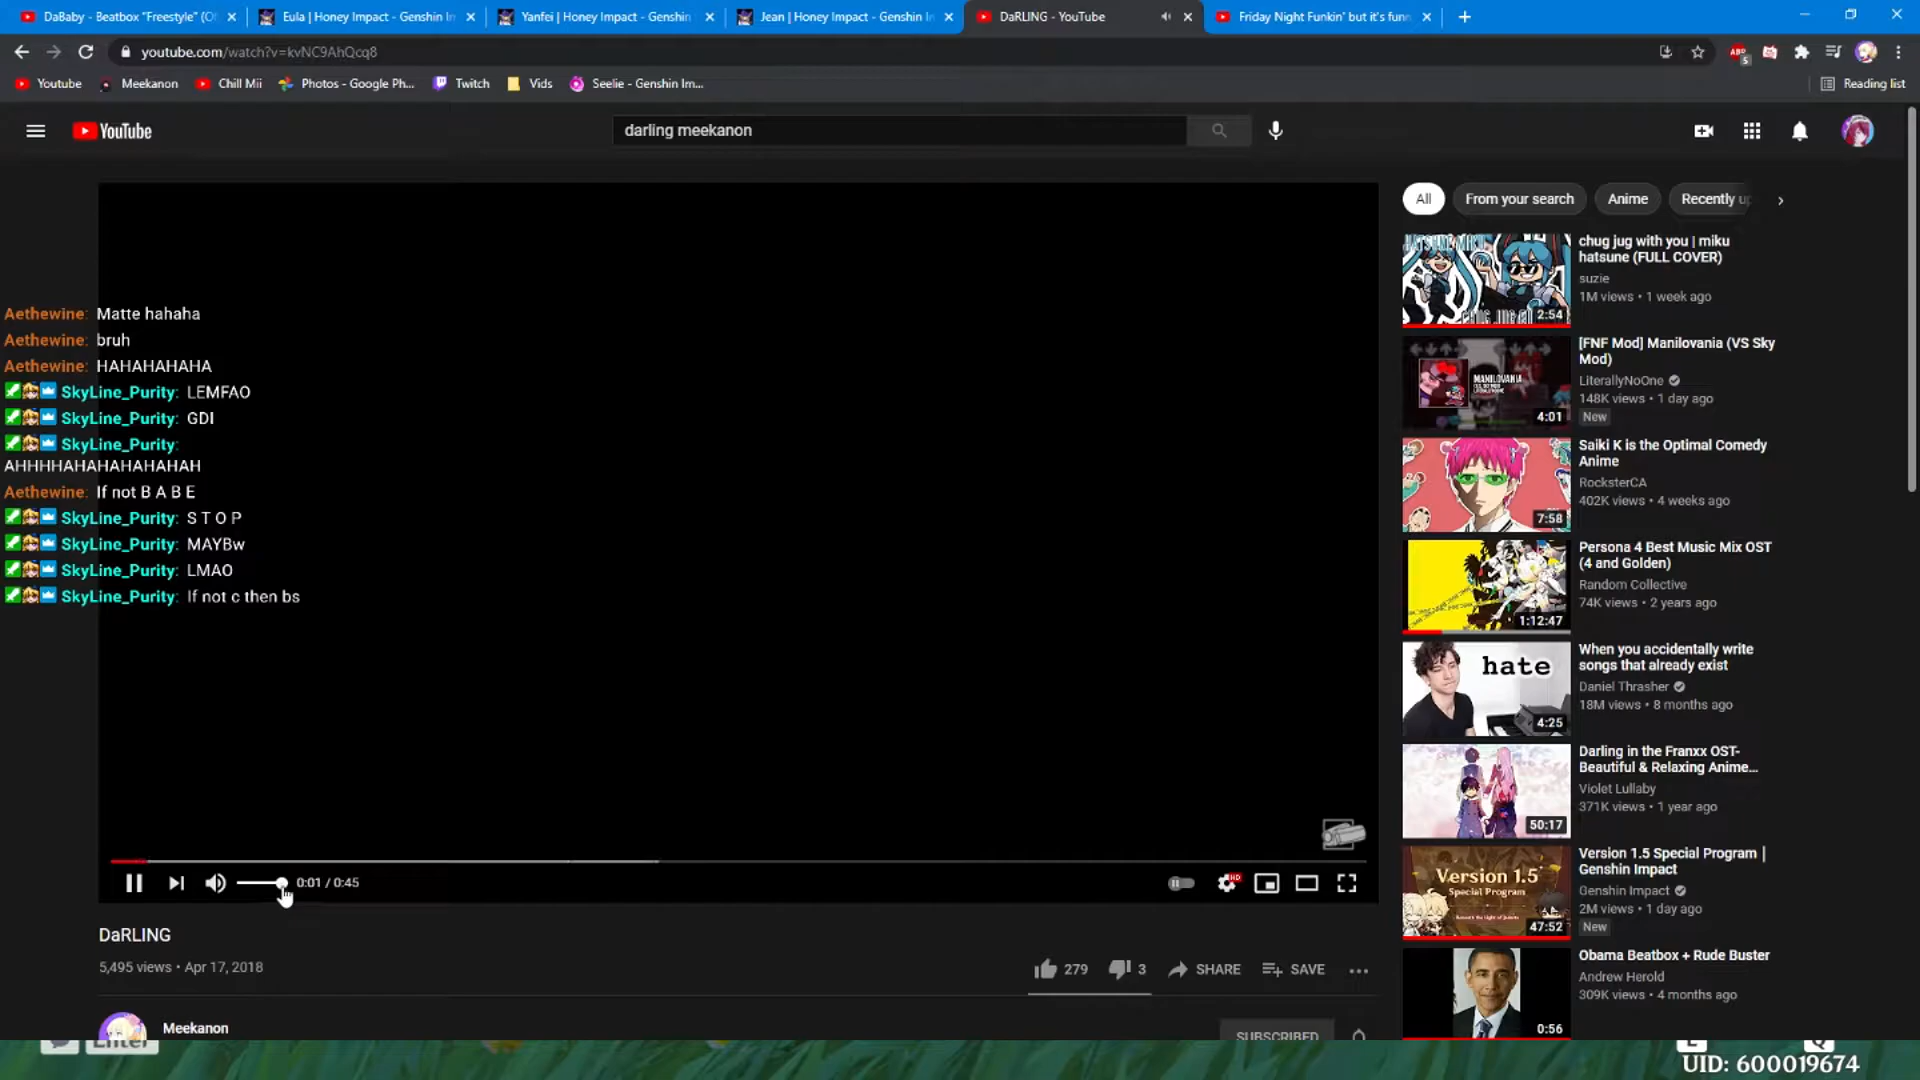 DaBaby - Beatbox "Freestyle" (O
Eula | Honey Impact - Genshin I
Yanfei | Honey Impact - Genshin
Jean | Honey Impact - Genshin I
DaRLING - YouTube
Friday Night Funkin' but it's funn
youtube.com/watch?v=kvNC9AhQcq8
ABP
5
Youtube
Meekanon
Chill Mii
Photos - Google Ph...
Twitch
Vids
Seelie - Genshin Im...
Reading list
YouTube
darling meekanon
All
From your search
Anime
Recently up
Aethewine: Matte hahaha
Aethewine: bruh
Aethewine: HAHAHAHAHA
SkyLine_Purity: LEMFAO
SkyLine_Purity: GDI
SkyLine_Purity:
AHHHHAHAHAHAHAHAH
Aethewine: If not B A B E
SkyLine_Purity: S T O P
SkyLine_Purity: MAYBw
SkyLine_Purity: LMAO
SkyLine_Purity: If not c then bs
0:01 / 0:45
HD
DaRLING
5,495 views • Apr 17, 2018
279
3
SHARE
SAVE
Meekanon
SUBSCRIBED
Enter
HATSUNE MIKU
2:54
chug jug with you | miku
hatsune (FULL COVER)
suzie
1M views • 1 week ago
MANILOVANIA
4:01
[FNF Mod] Manilovania (VS Sky
Mod)
LiterallyNoOne
148K views • 1 day ago
New
7:58
Saiki K is the Optimal Comedy
Anime
RocksterCA
402K views • 4 weeks ago
1:12:47
Persona 4 Best Music Mix OST
(4 and Golden)
Random Collective
74K views • 2 years ago
hate
4:25
When you accidentally write
songs that already exist
Daniel Thrasher
18M views • 8 months ago
50:17
Darling in the Franxx OST-
Beautiful & Relaxing Anime...
Violet Lullaby
371K views • 1 year ago
Version 1.5
Special Program
47:52
Version 1.5 Special Program |
Genshin Impact
Genshin Impact
2M views • 1 day ago
New
0:56
Obama Beatbox + Rude Buster
Andrew Herold
309K views • 4 months ago
UID: 600019674